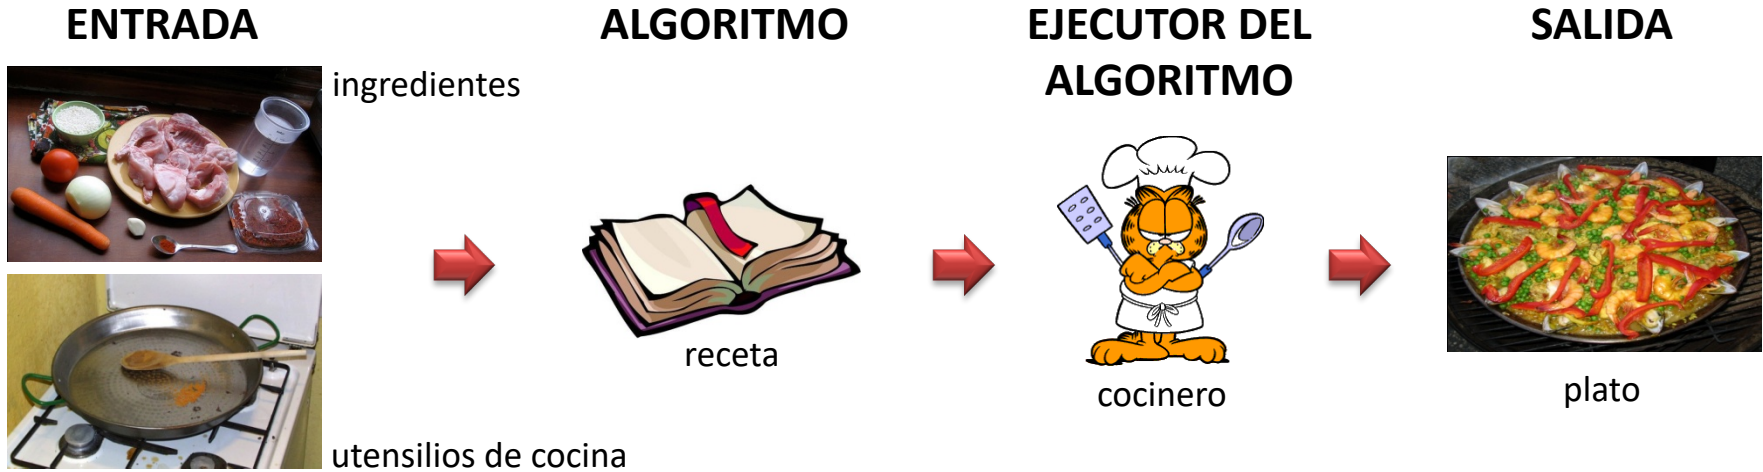 ENTRADA
ingredientes
utensilios de cocina
ALGORITMO
receta
EJECUTOR DEL
ALGORITMO
cocinero
SALIDA
plato